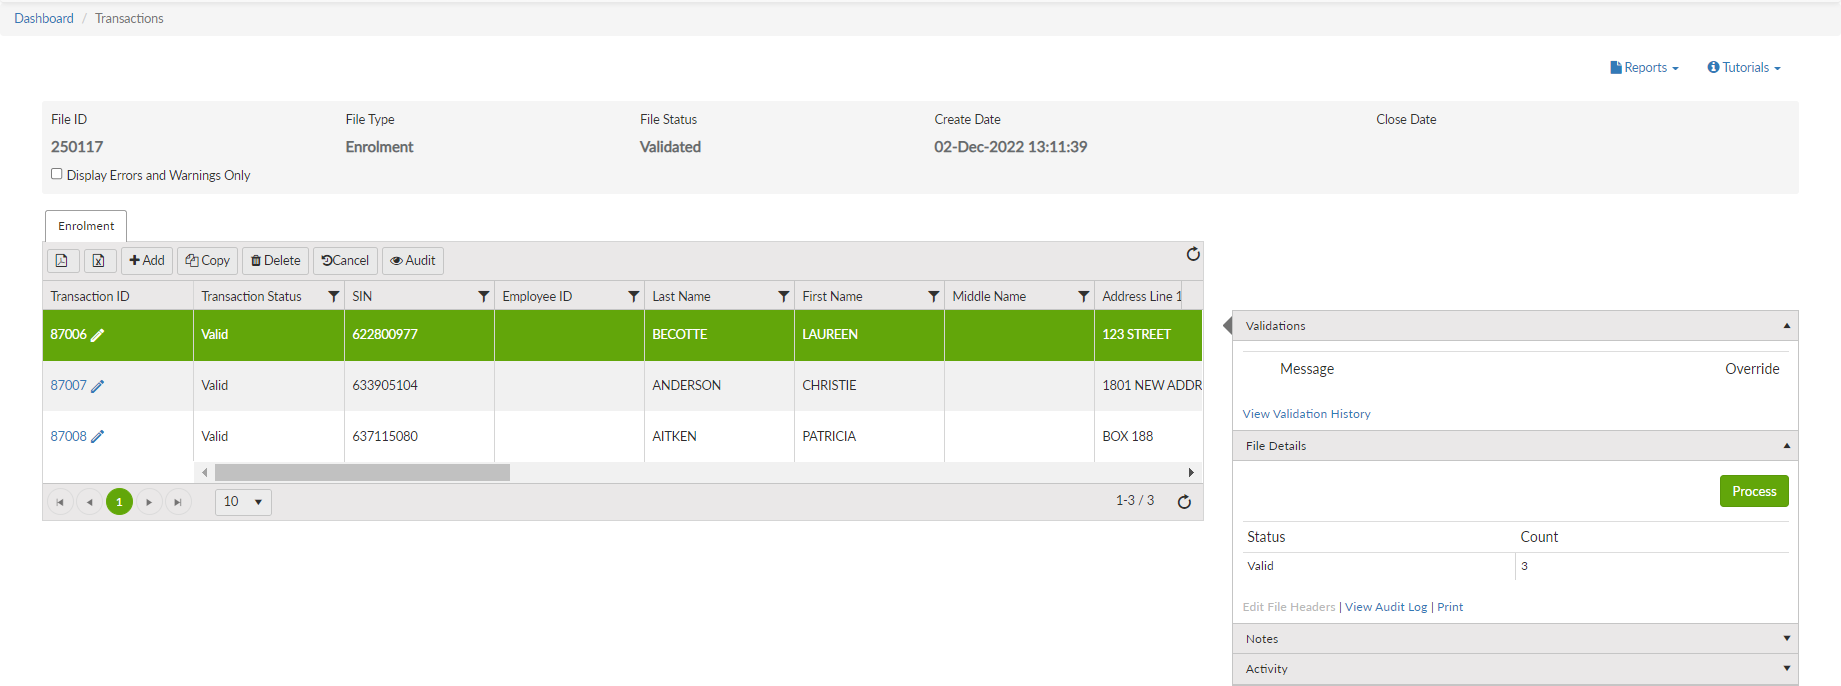 Dashboard / Transactions
Reports Tutorials
File ID File Type File Status Create Date Close Date
250117 Enrolment Validated 02-Dec-2022 13:11:39
Display Errors and Warnings Only
Enrolment
Add Copy Delete Cancel Audit
Transaction ID Transaction Status SIN Employee ID Last Name First Name Middle Name Address Line 1
87006 Valid 622800977 BECOTTE LAUREEN 123 STREET
87007 Valid 633905104 ANDERSON CHRISTIE 1801 NEW ADDR
87008 Valid 637115080 AITKEN PATRICIA BOX 188
1 10 1-3 / 3
Validations
Message Override
View Validation History
File Details
Process
Status Count
Valid 3
Edit File Headers | View Audit Log | Print
Notes
Activity